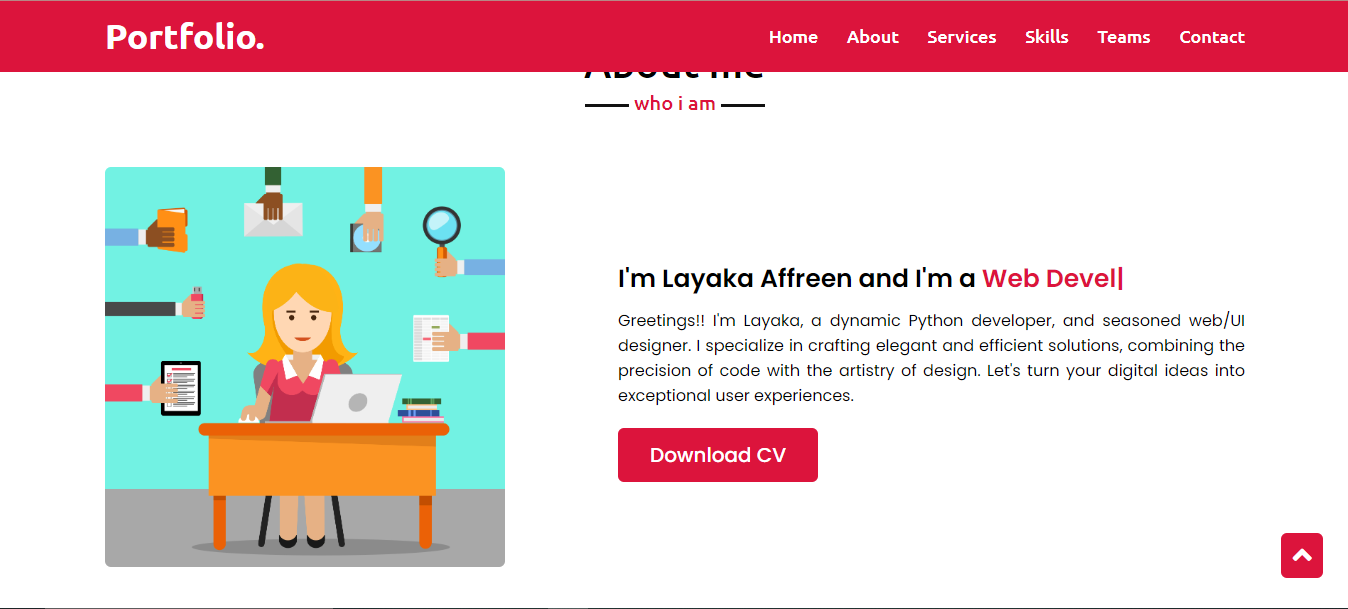 Portfolio.
Home About Services Skills Teams Contact
About me
who i am
I'm Layaka Affreen and I'm a Web Devel|
Greetings!! I'm Layaka, a dynamic Python developer, and seasoned web/UI
designer. I specialize in crafting elegant and efficient solutions, combining the
precision of code with the artistry of design. Let's turn your digital ideas into
exceptional user experiences.
Download CV